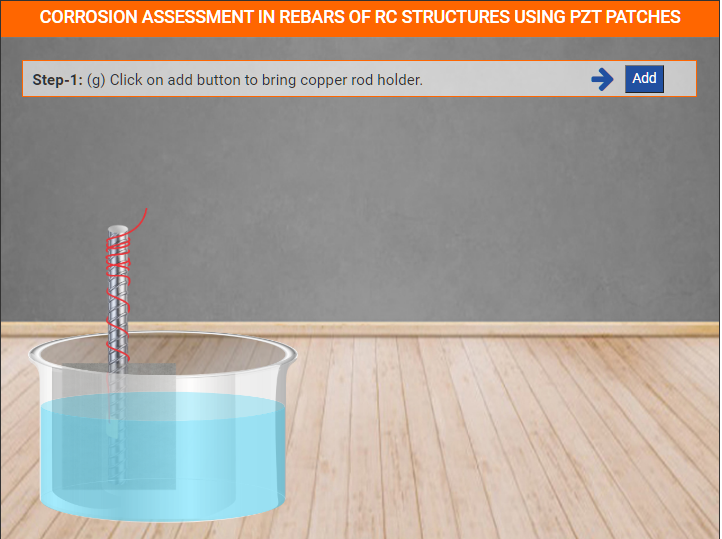 CORROSION ASSESSMENT IN REBARS OF RC STRUCTURES USING PZT PATCHES
Step-1: (g) Click on add button to bring copper rod holder.
Add